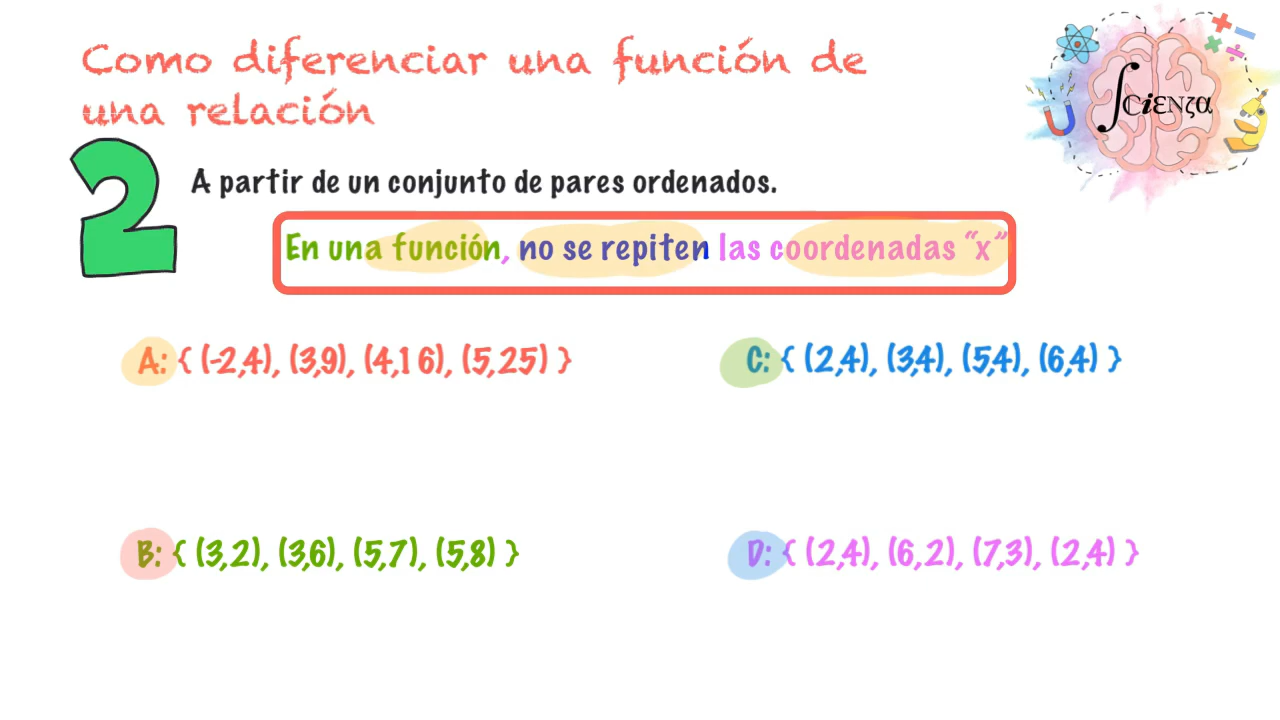 Como diferenciar una función de
una relación
∫CiENζα
2
A partir de un conjunto de pares ordenados.
En una función, no se repiten las coordenadas “x”
A: { (-2,4), (3,9), (4,16), (5,25) }
C: { (2,4), (3,4), (5,4), (6,4) }
B: { (3,2), (3,6), (5,7), (5,8) }
D: { (2,4), (6,2), (7,3), (2,4) }